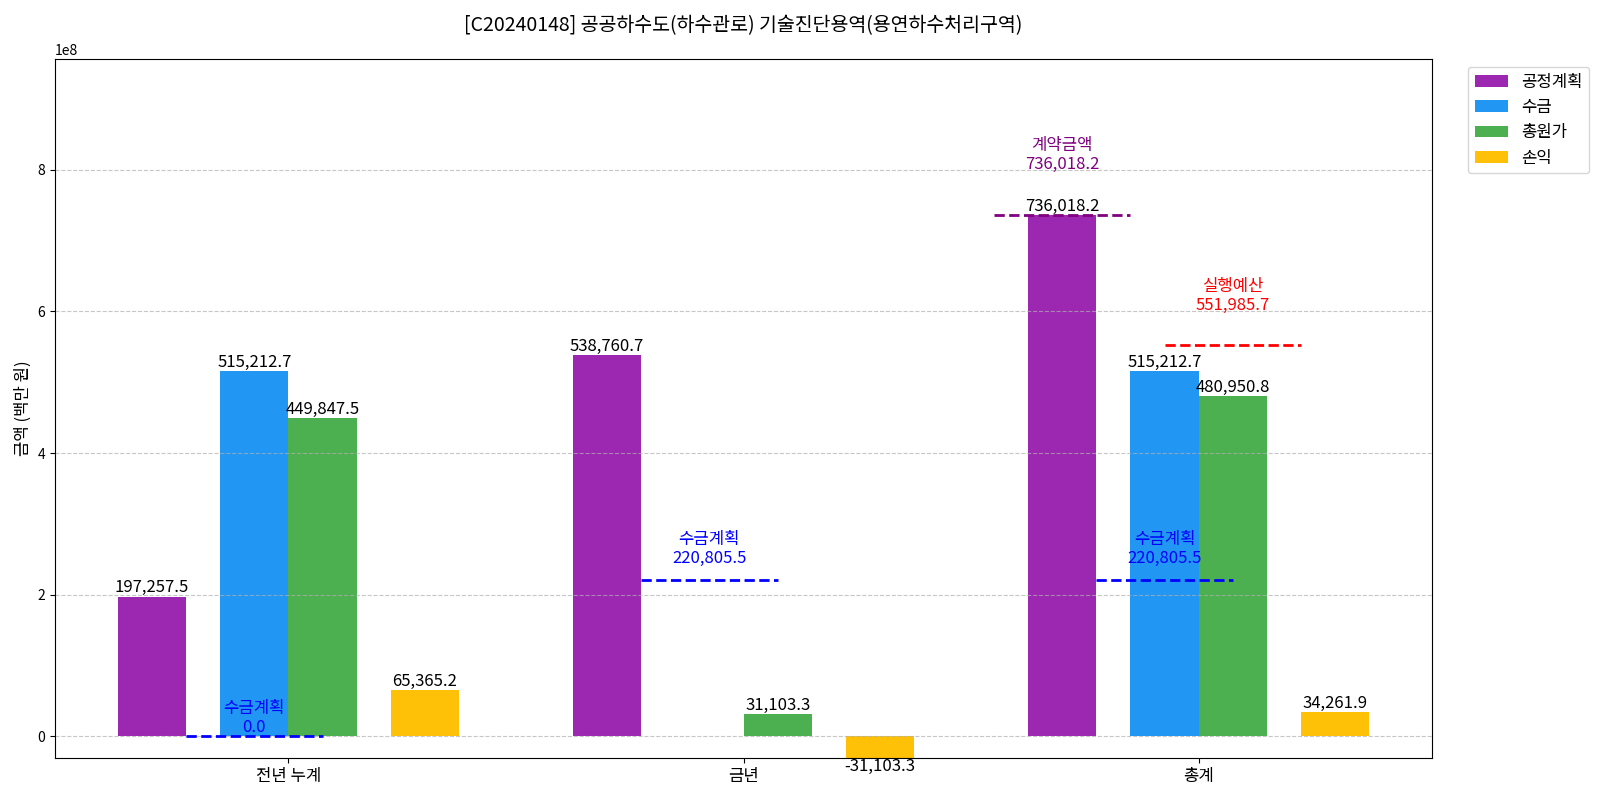 [C20240148] 공공하수도(하수관로) 기술진단용역(용연하수처리구역)
1e8
공정계획
수금
총원가
손익
금액 (백만 원)
8
6
4
2
0
계약금액
736,018.2
736,018.2
실행예산
551,985.7
515,212.7
449,847.5
538,760.7
515,212.7
480,950.8
수금계획
220,805.5
수금계획
220,805.5
197,257.5
65,365.2
수금계획
0.0
31,103.3
34,261.9
-31,103.3
전년 누계
금년
총계